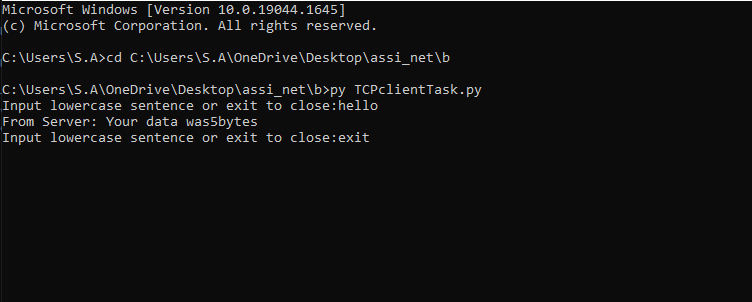 Microsoft Windows [Version 10.0.19044.1645]
(c) Microsoft Corporation. All rights reserved.
C:\Users\S.A>cd C:\Users\S.A\OneDrive\Desktop\assi_net\b
C:\Users\S.A\OneDrive\Desktop\assi_net\b>py TCPclientTask.py
Input lowercase sentence or exit to close:hello
From Server: Your data was5bytes
Input lowercase sentence or exit to close:exit